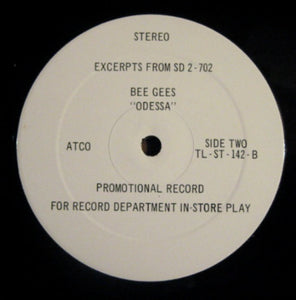 STEREO
EXCERPTS FROM SD 2-702
BEE GEES
"ODESSA"
ATCO
SIDE TWO
TL-ST-142-B
PROMOTIONAL RECORD
FOR RECORD DEPARTMENT IN-STORE PLAY